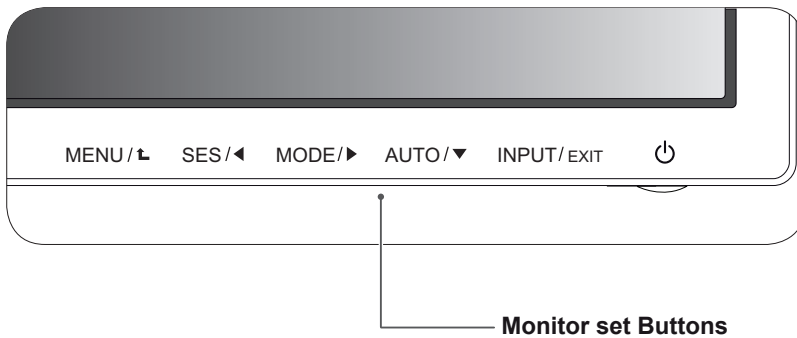 MENU/⮤ SES/◀ MODE/▶ AUTO/▼ INPUT/EXIT ⏻
Monitor set Buttons